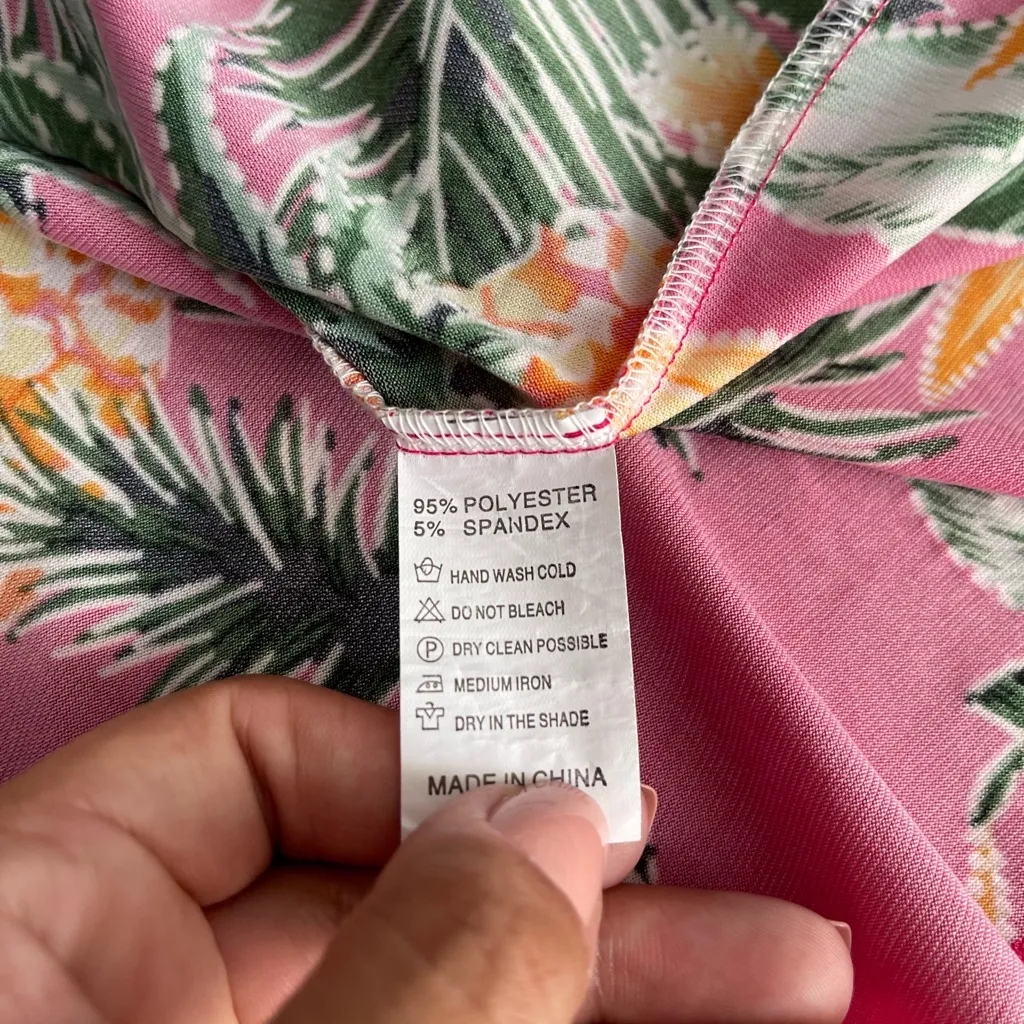 95% POLYESTER
5% SPANDEX
HAND WASH COLD
DO NOT BLEACH
P DRY CLEAN POSSIBLE
MEDIUM IRON
DRY IN THE SHADE
MADE IN CHINA